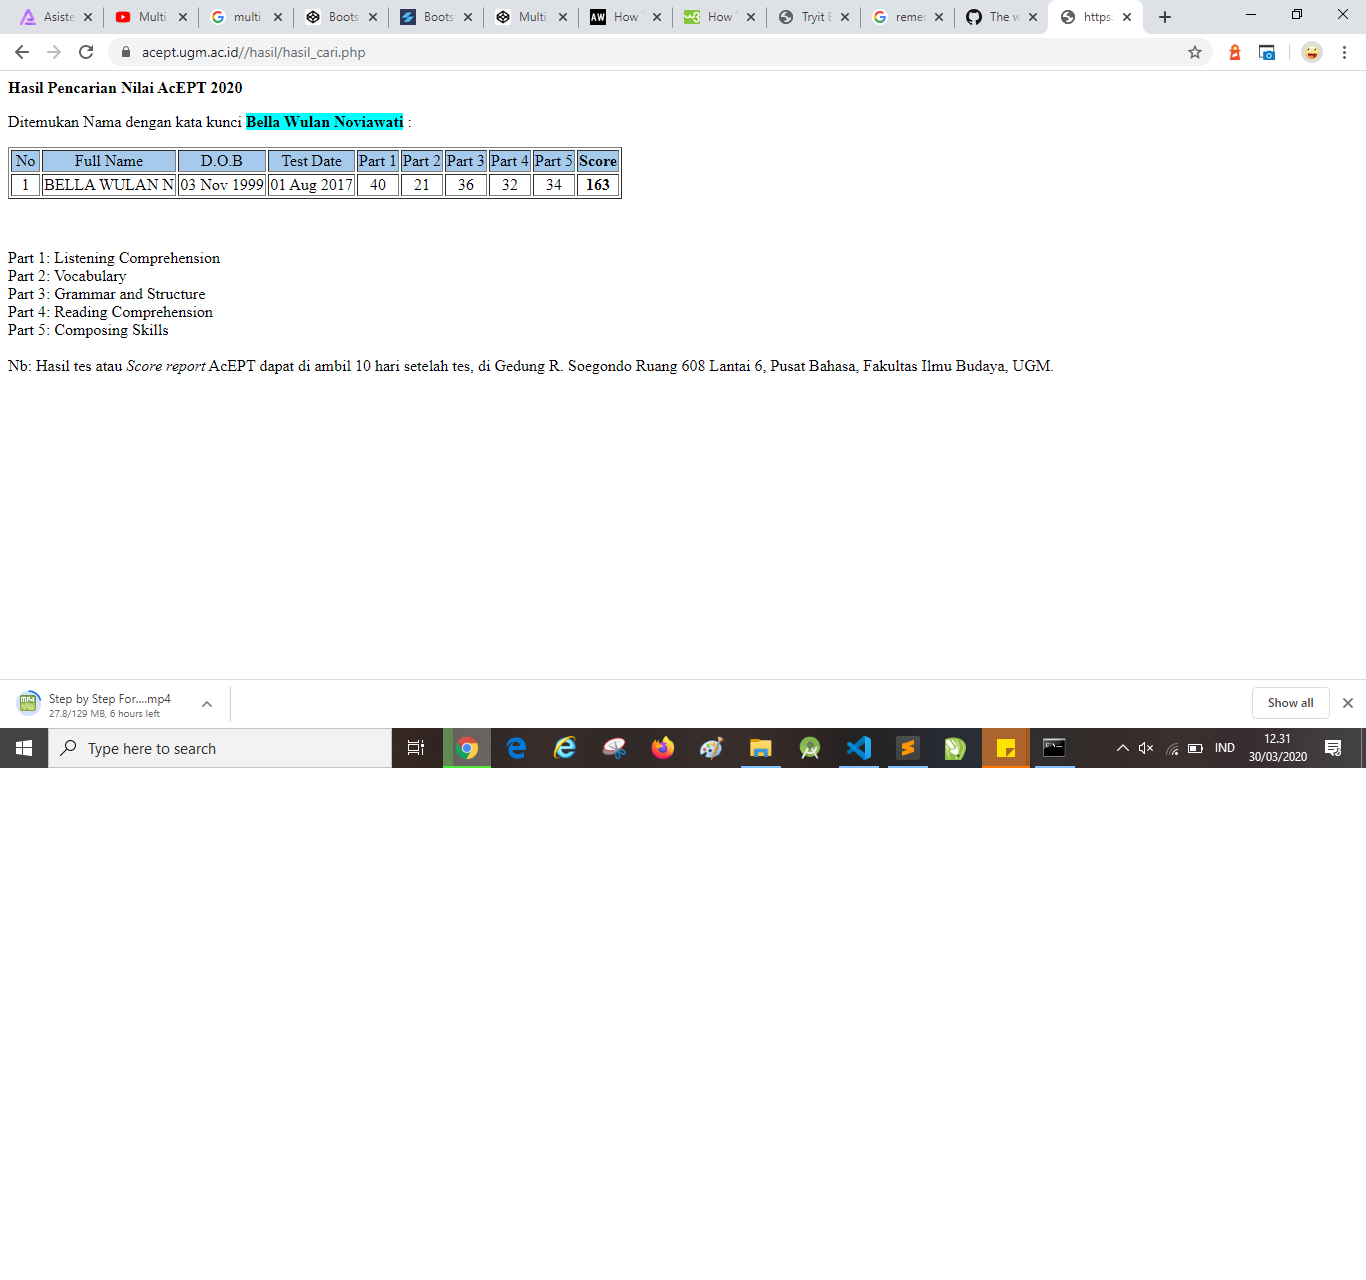 Asiste Multi multi Boots Boots Multi How How Tryit E remer The w https:
acept.ugm.ac.id//hasil/hasil_cari.php
Hasil Pencarian Nilai AcEPT 2020
Ditemukan Nama dengan kata kunci Bella Wulan Noviawati :
No Full Name D.O.B Test Date Part 1 Part 2 Part 3 Part 4 Part 5 Score
1 BELLA WULAN N 03 Nov 1999 01 Aug 2017 40 21 36 32 34 163
Part 1: Listening Comprehension
Part 2: Vocabulary
Part 3: Grammar and Structure
Part 4: Reading Comprehension
Part 5: Composing Skills
Nb: Hasil tes atau Score report AcEPT dapat di ambil 10 hari setelah tes, di Gedung R. Soegondo Ruang 608 Lantai 6, Pusat Bahasa, Fakultas Ilmu Budaya, UGM.
Step by Step For....mp4
27.8/129 MB, 6 hours left
Show all
Type here to search
IND
12.31
30/03/2020